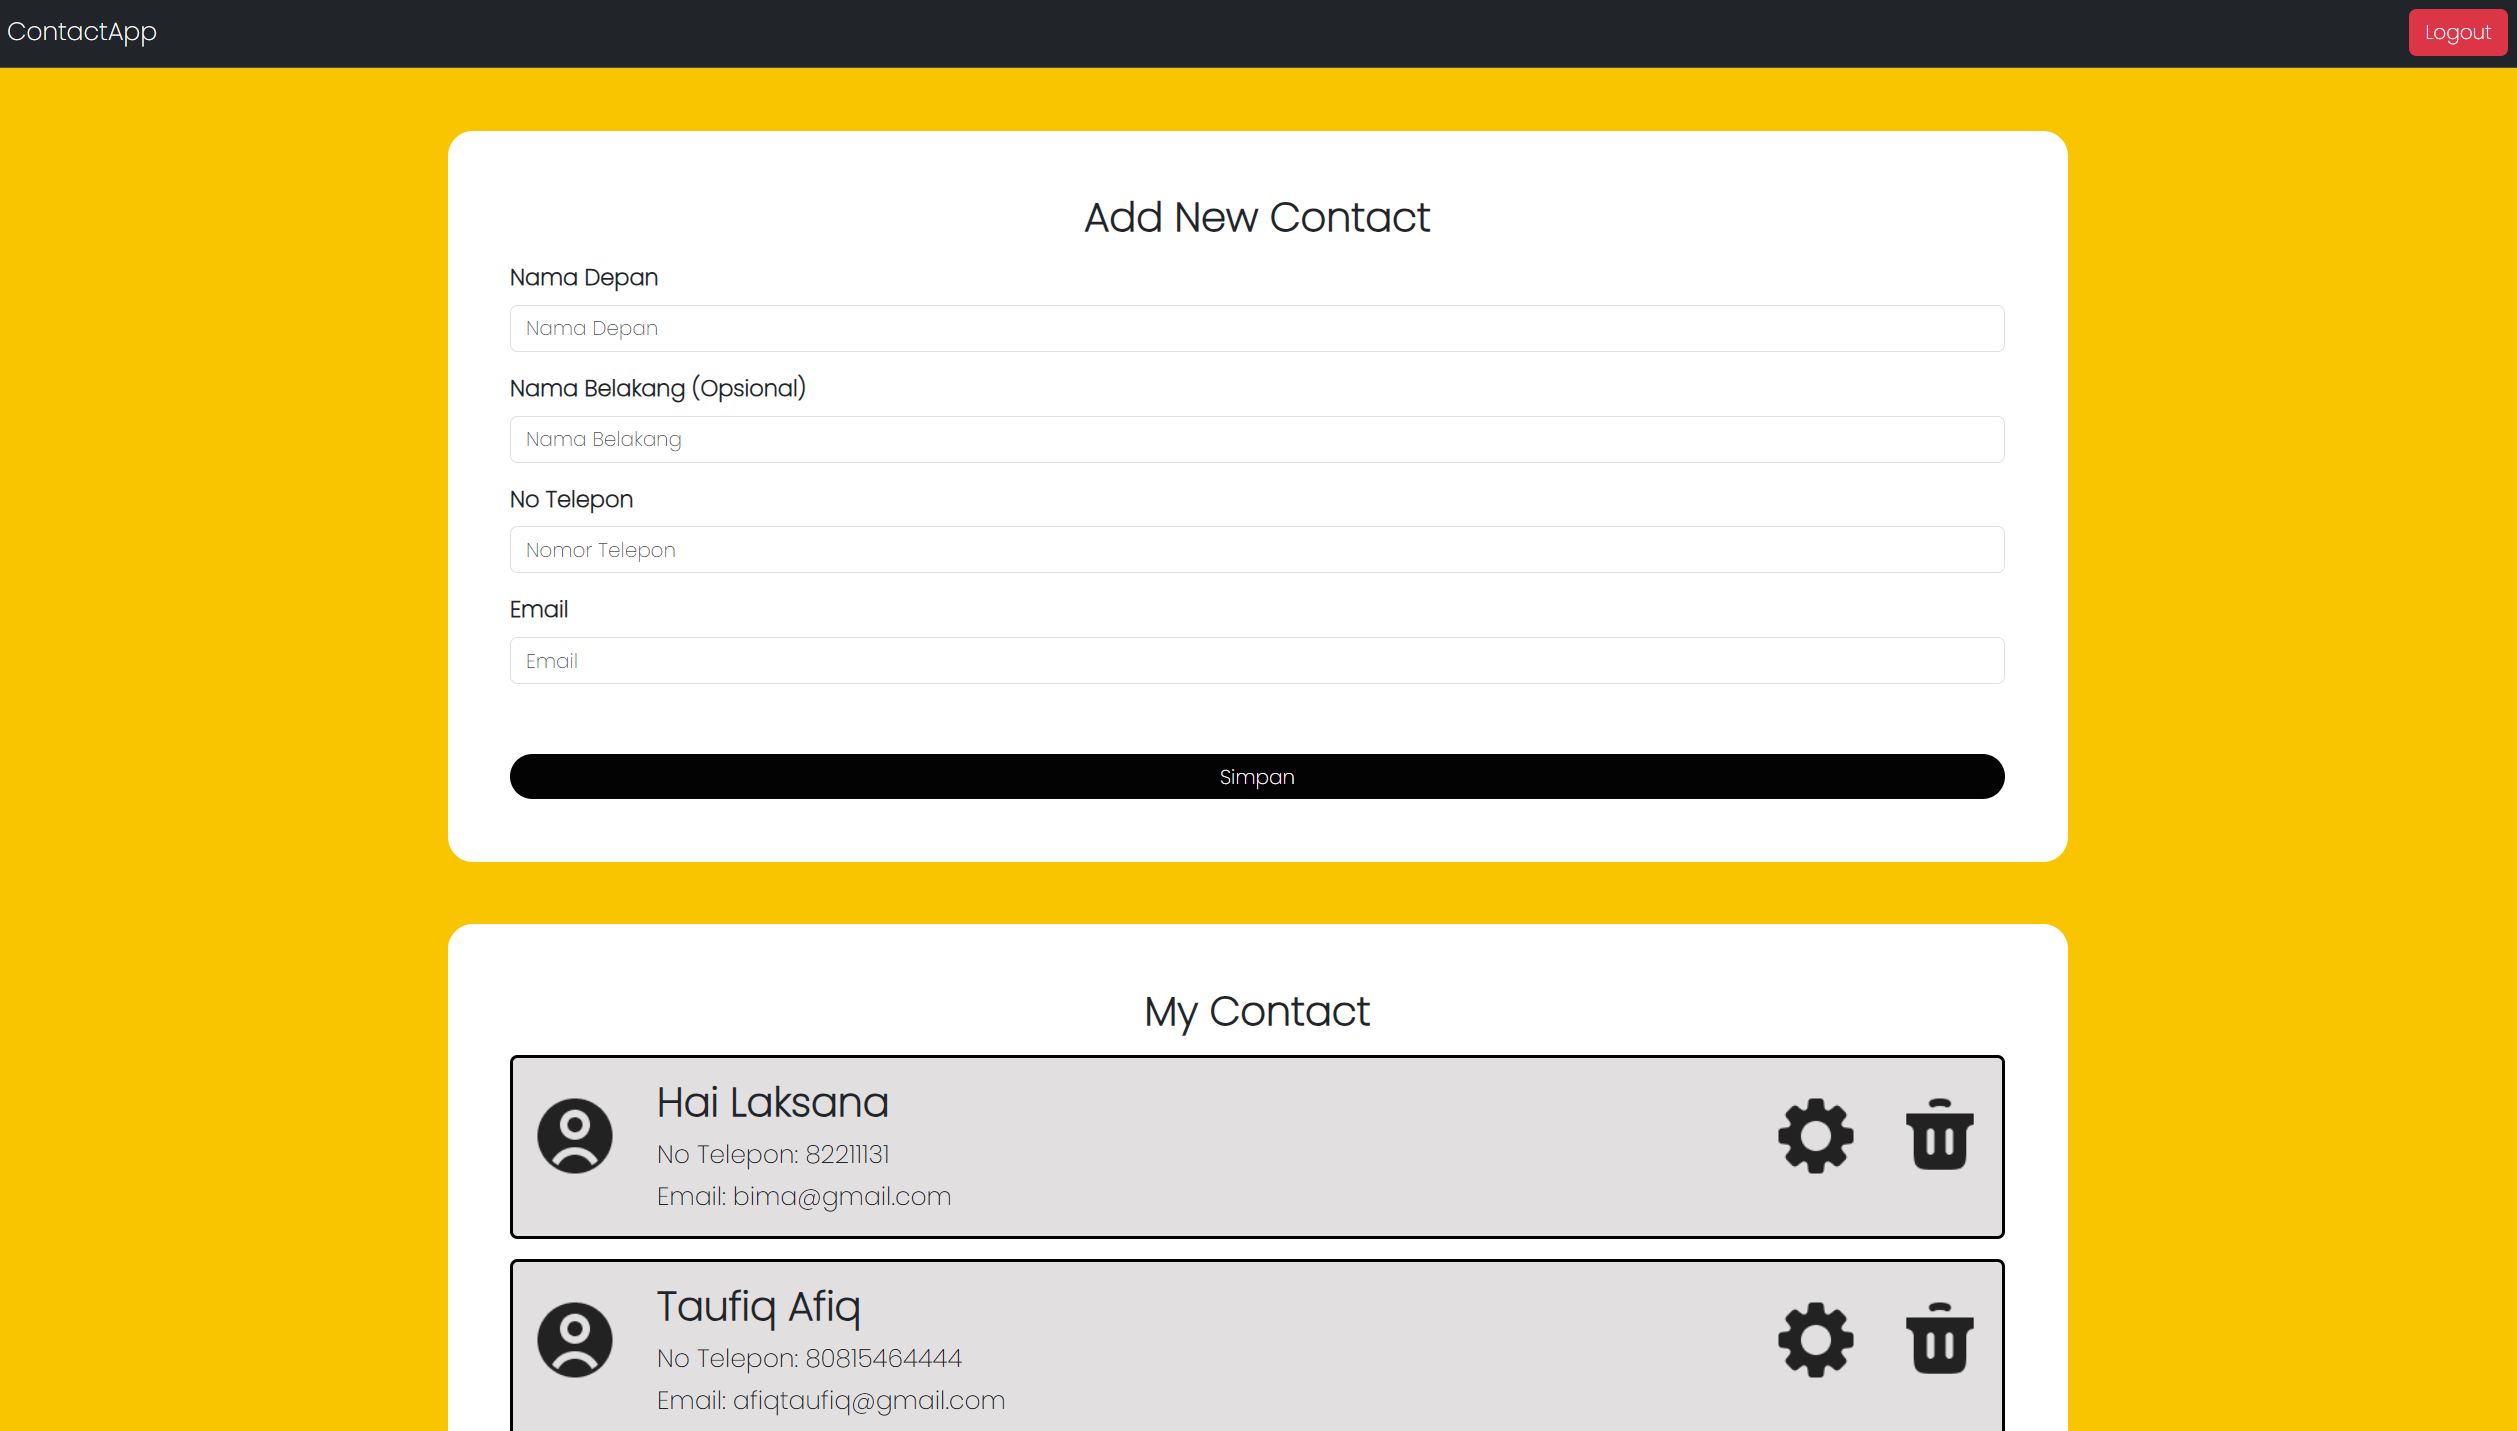 ContactApp
Logout
Add New Contact
Nama Depan
Nama Depan
Nama Belakang (Opsional)
Nama Belakang
No Telepon
Nomor Telepon
Email
Email
Simpan
My Contact
Hai Laksana
No Telepon: 82211131
Email: bima@gmail.com
Taufiq Afiq
No Telepon: 80815464444
Email: afiqtaufiq@gmail.com